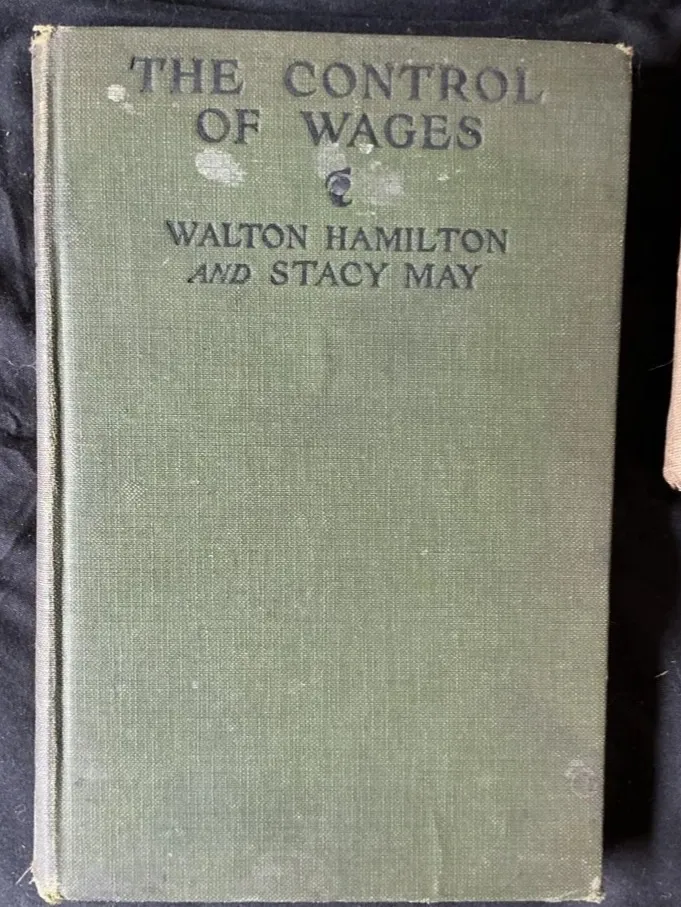 THE CONTROL
OF WAGES
WALTON HAMILTON
AND STACY MAY